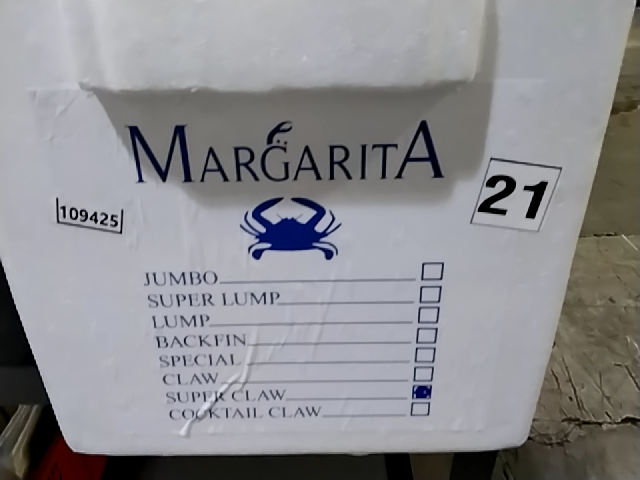 MARGARITA
21
109425
JUMBO
SUPER LUMP
LUMP
BACKFIN
SPECIAL
CLAW
SUPER CLAW
COCKTAIL CLAW